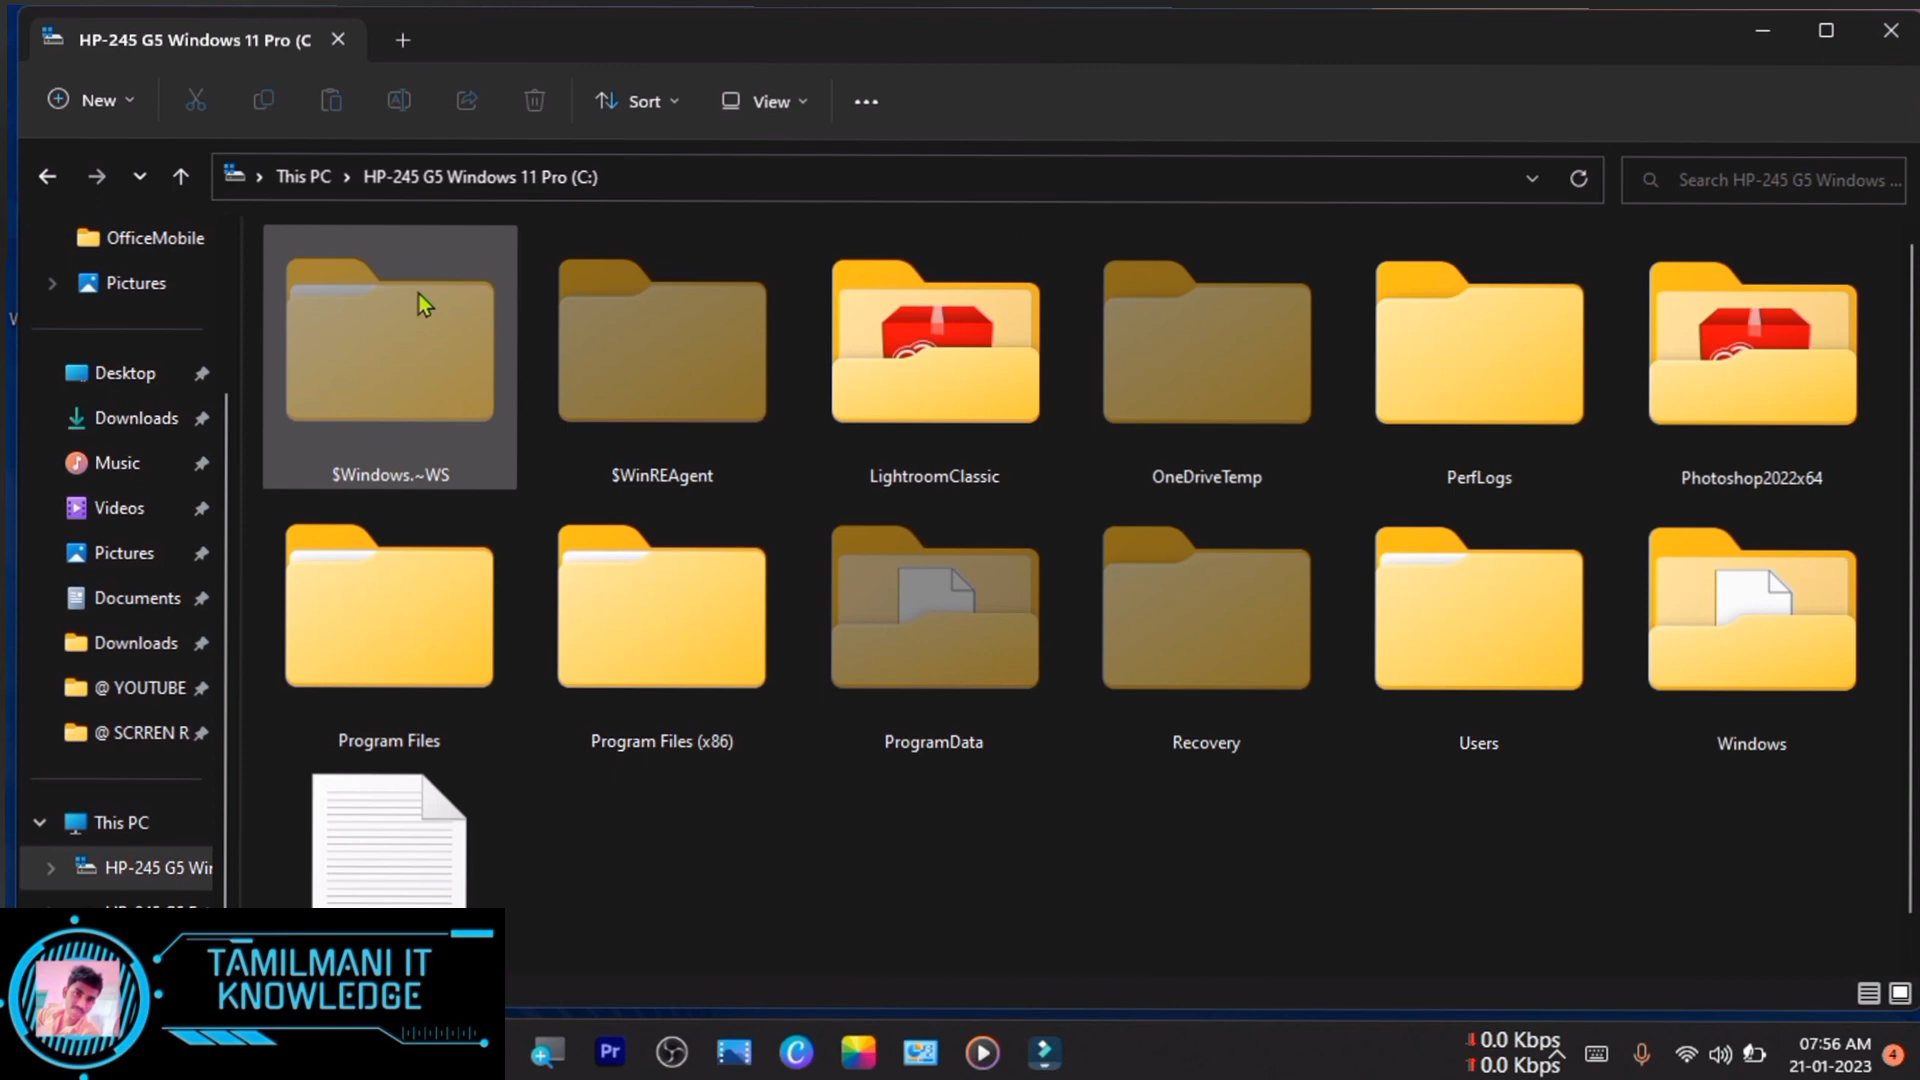 HP-245 G5 Windows 11 Pro (C
New
Sort
View
This PC
HP-245 G5 Windows 11 Pro (C:)
Search HP-245 G5 Windows ...
OfficeMobile
Pictures
Desktop
Downloads
Music
Videos
Pictures
Documents
Downloads
@ YOUTUBE
@ SCRREN R
This PC
HP-245 G5 Wir
$Windows.~WS
$WinREAgent
LightroomClassic
OneDriveTemp
PerfLogs
Photoshop2022x64
Program Files
Program Files (x86)
ProgramData
Recovery
Users
Windows
TAMILMANI IT
KNOWLEDGE
Pr
0.0 Kbps
0.0 Kbps
07:56 AM
21-01-2023
4